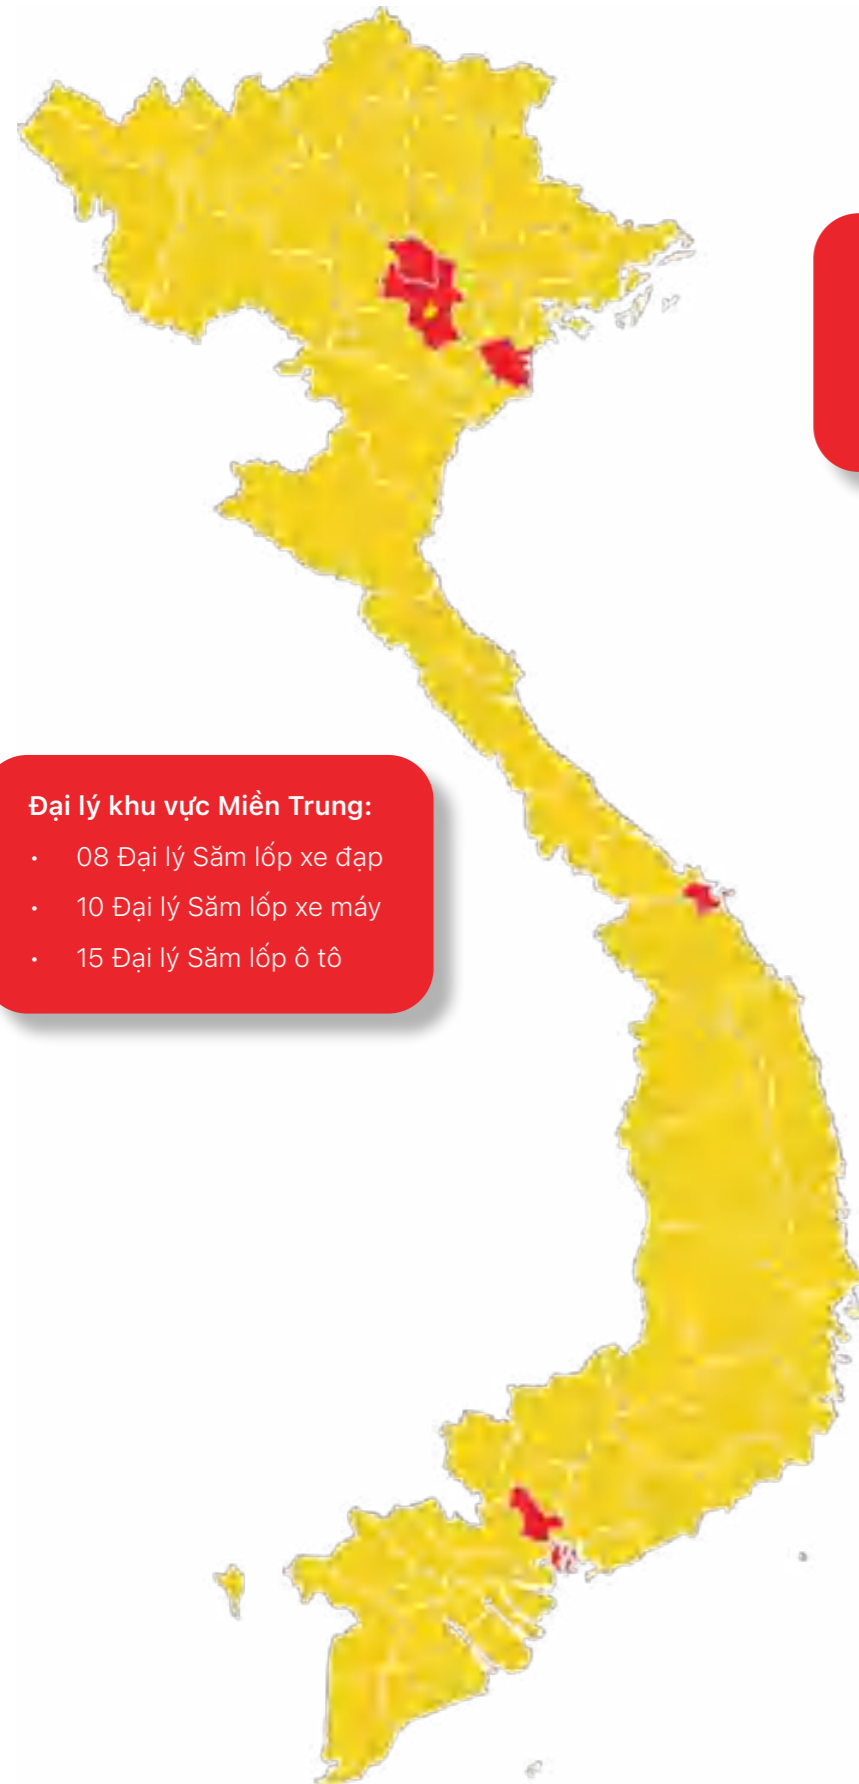 Đại lý khu vực Miền Trung:
• 08 Đại lý Săm lốp xe đạp
• 10 Đại lý Săm lốp xe máy
• 15 Đại lý Săm lốp ô tô